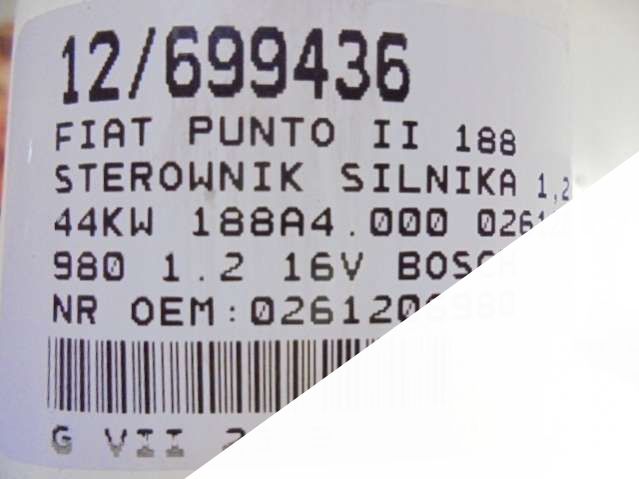 12/699436
FIAT PUNTO II 188
STEROWNIK SILNIKA 1,2
44KW 188A4.000
980 1.2 16V
NR OEM:
G VII